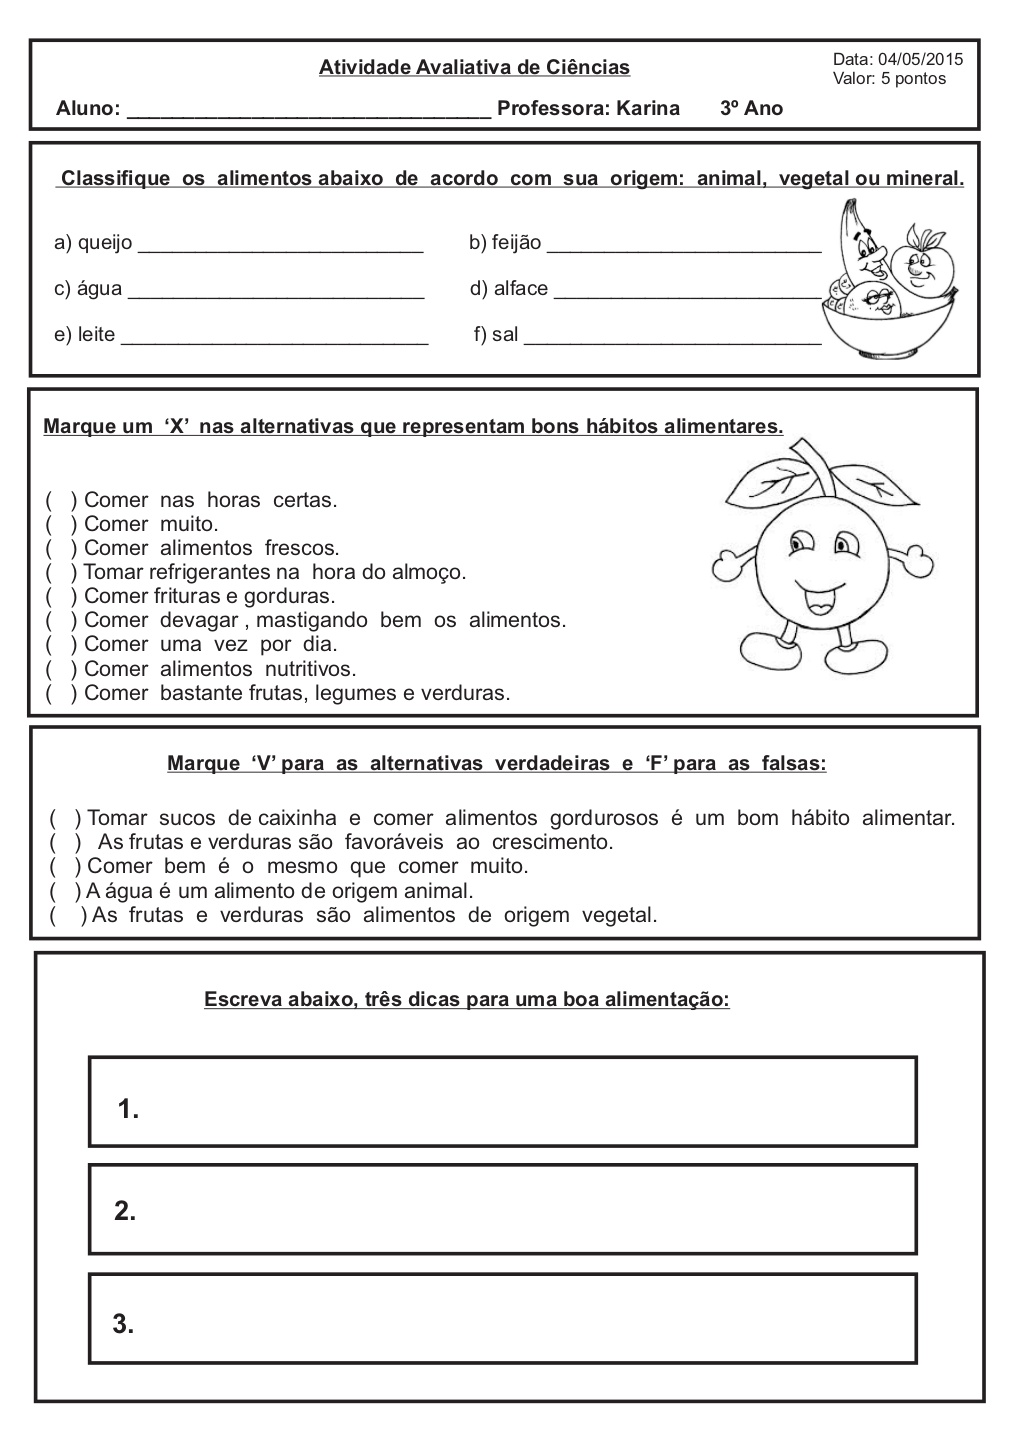 Atividade Avaliativa de Ciências
Data: 04/05/2015
Valor: 5 pontos
Aluno: ________________________________ Professora: Karina 3º Ano
Classifique os alimentos abaixo de acordo com sua origem: animal, vegetal ou mineral.
a) queijo _________________________ b) feijão ________________________
c) água __________________________ d) alface ________________________
e) leite ___________________________ f) sal __________________________
Marque um ‘X’ nas alternativas que representam bons hábitos alimentares.
( ) Comer nas horas certas.
( ) Comer muito.
( ) Comer alimentos frescos.
( ) Tomar refrigerantes na hora do almoço.
( ) Comer frituras e gorduras.
( ) Comer devagar , mastigando bem os alimentos.
( ) Comer uma vez por dia.
( ) Comer alimentos nutritivos.
( ) Comer bastante frutas, legumes e verduras.
Marque ‘V’ para as alternativas verdadeiras e ‘F’ para as falsas:
( ) Tomar sucos de caixinha e comer alimentos gordurosos é um bom hábito alimentar.
( ) As frutas e verduras são favoráveis ao crescimento.
( ) Comer bem é o mesmo que comer muito.
( ) A água é um alimento de origem animal.
( ) As frutas e verduras são alimentos de origem vegetal.
Escreva abaixo, três dicas para uma boa alimentação:
1.
2.
3.